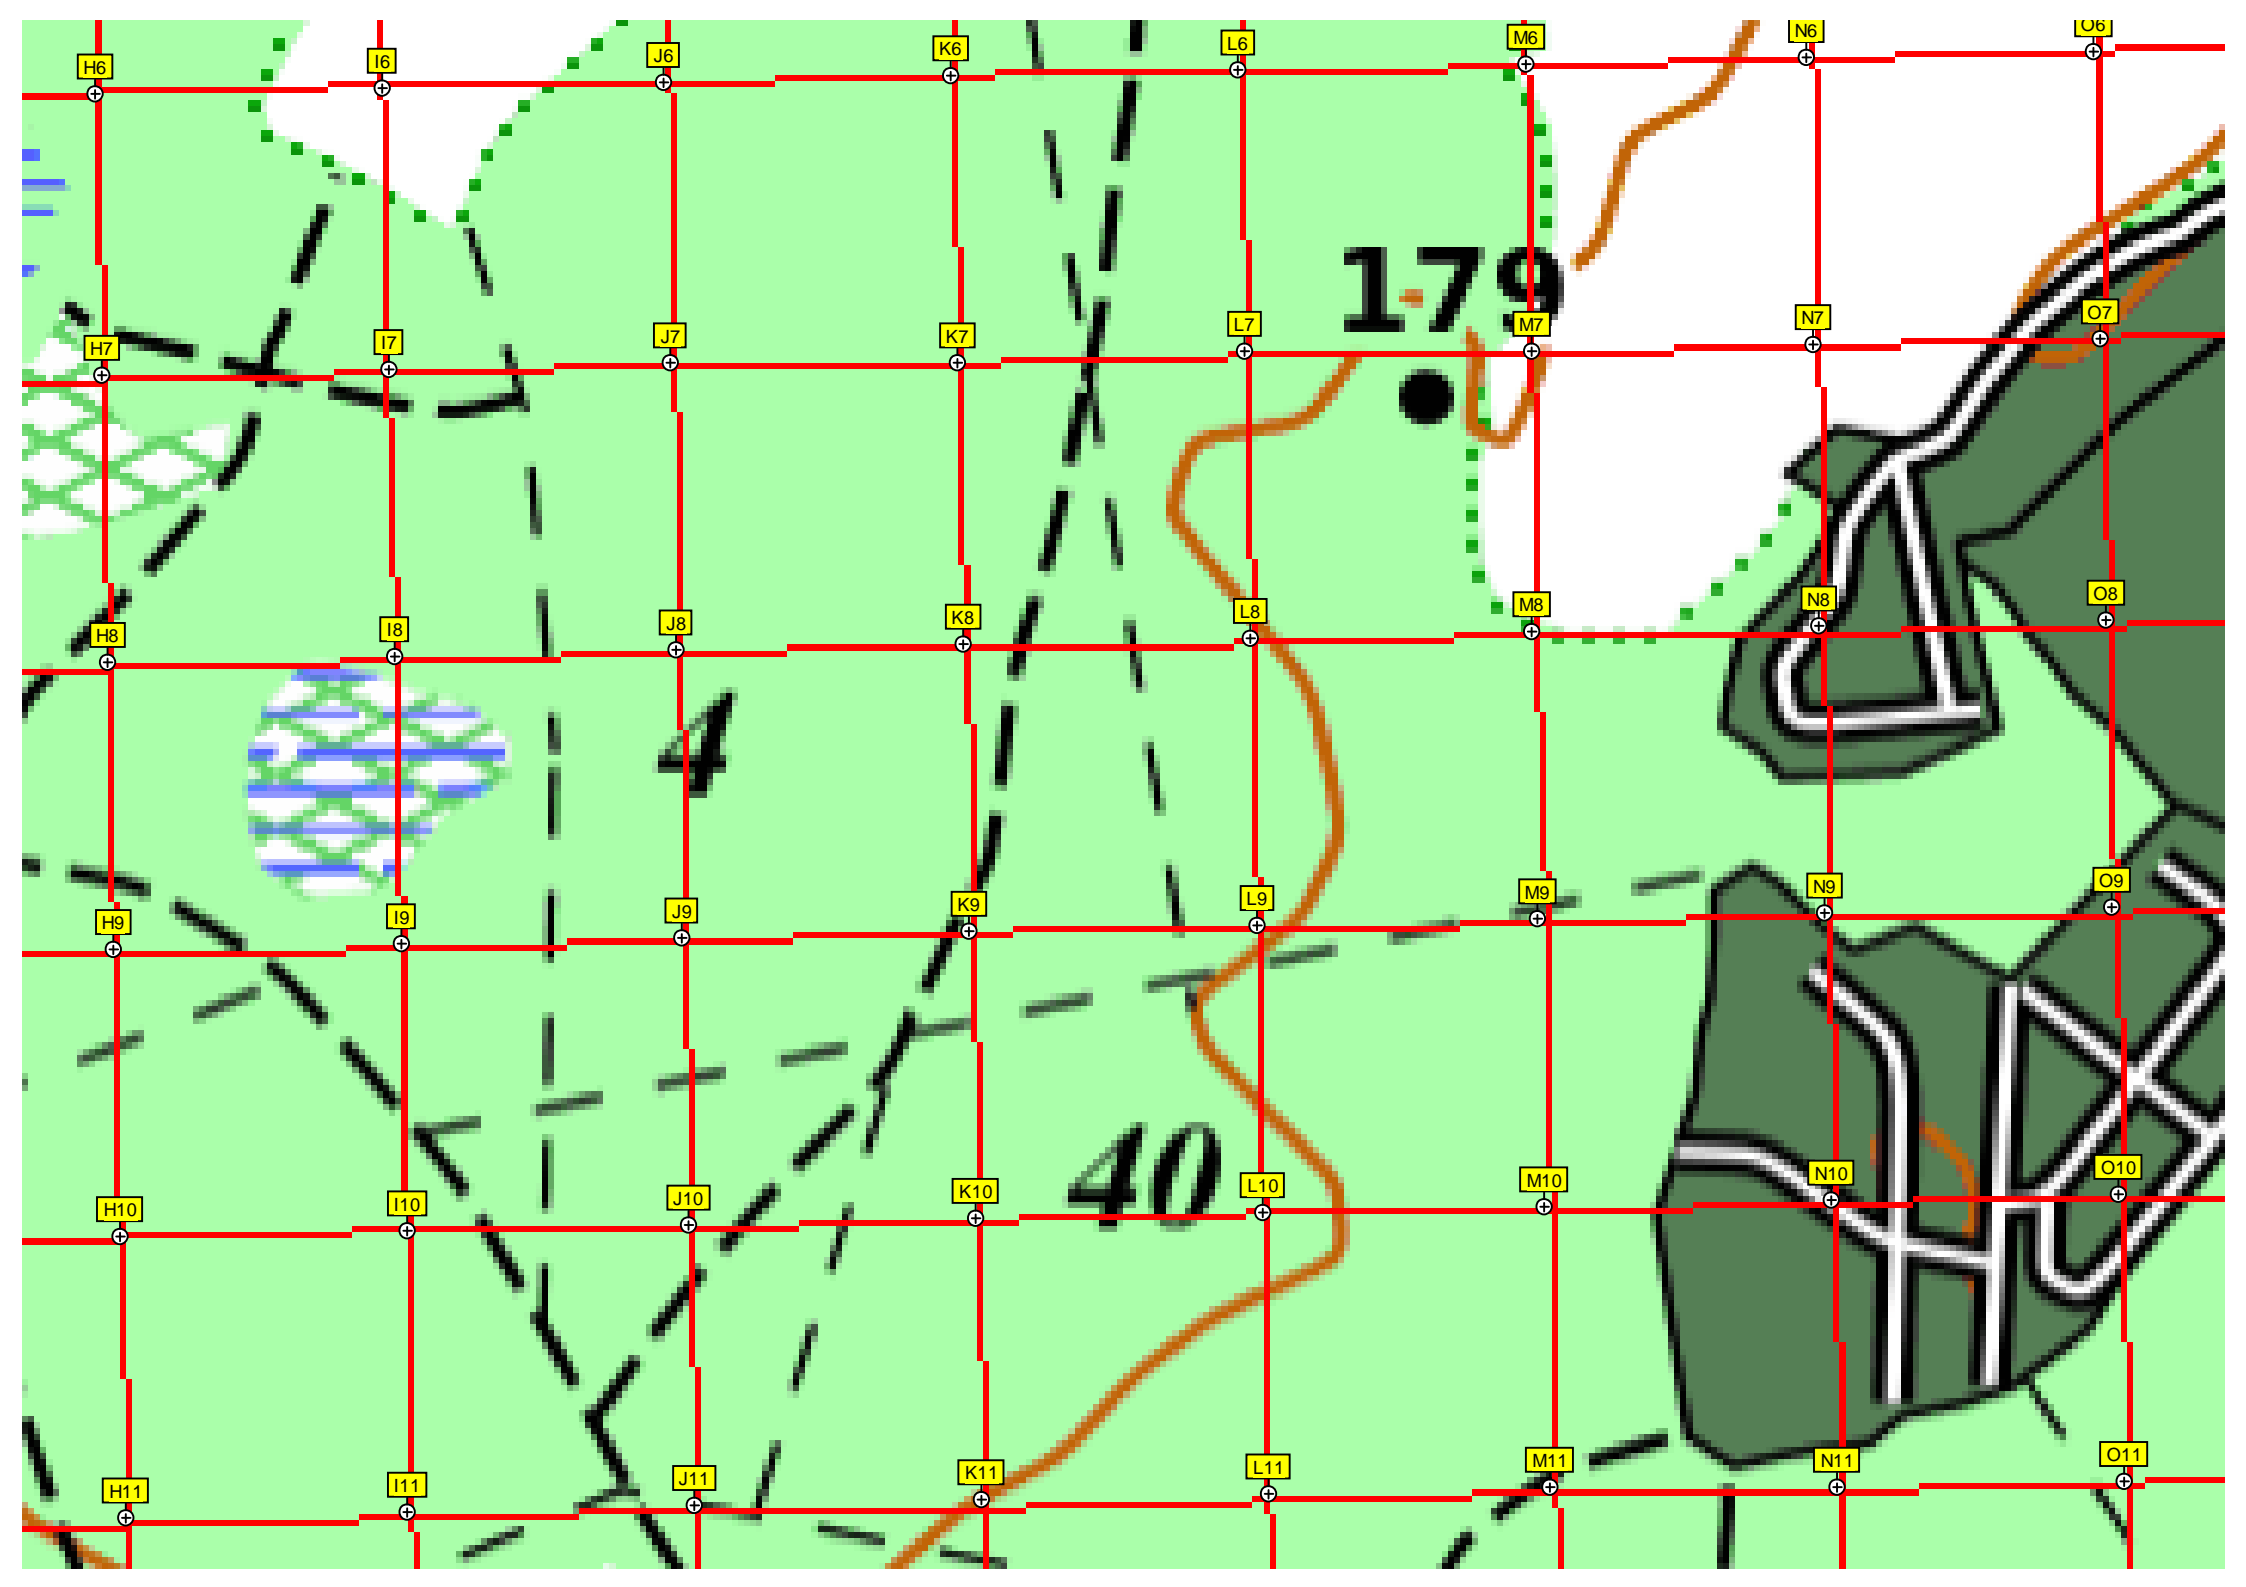 H6 I6 J6 K6 L6 M6 N6 O6
179
H7 I7 J7 K7 L7 M7 N7 O7
H8 I8 J8 K8 L8 M8 N8 O8
4
H9 I9 J9 K9 L9 M9 N9 O9
40
H10 I10 J10 K10 L10 M10 N10 O10
H11 I11 J11 K11 L11 M11 N11 O11